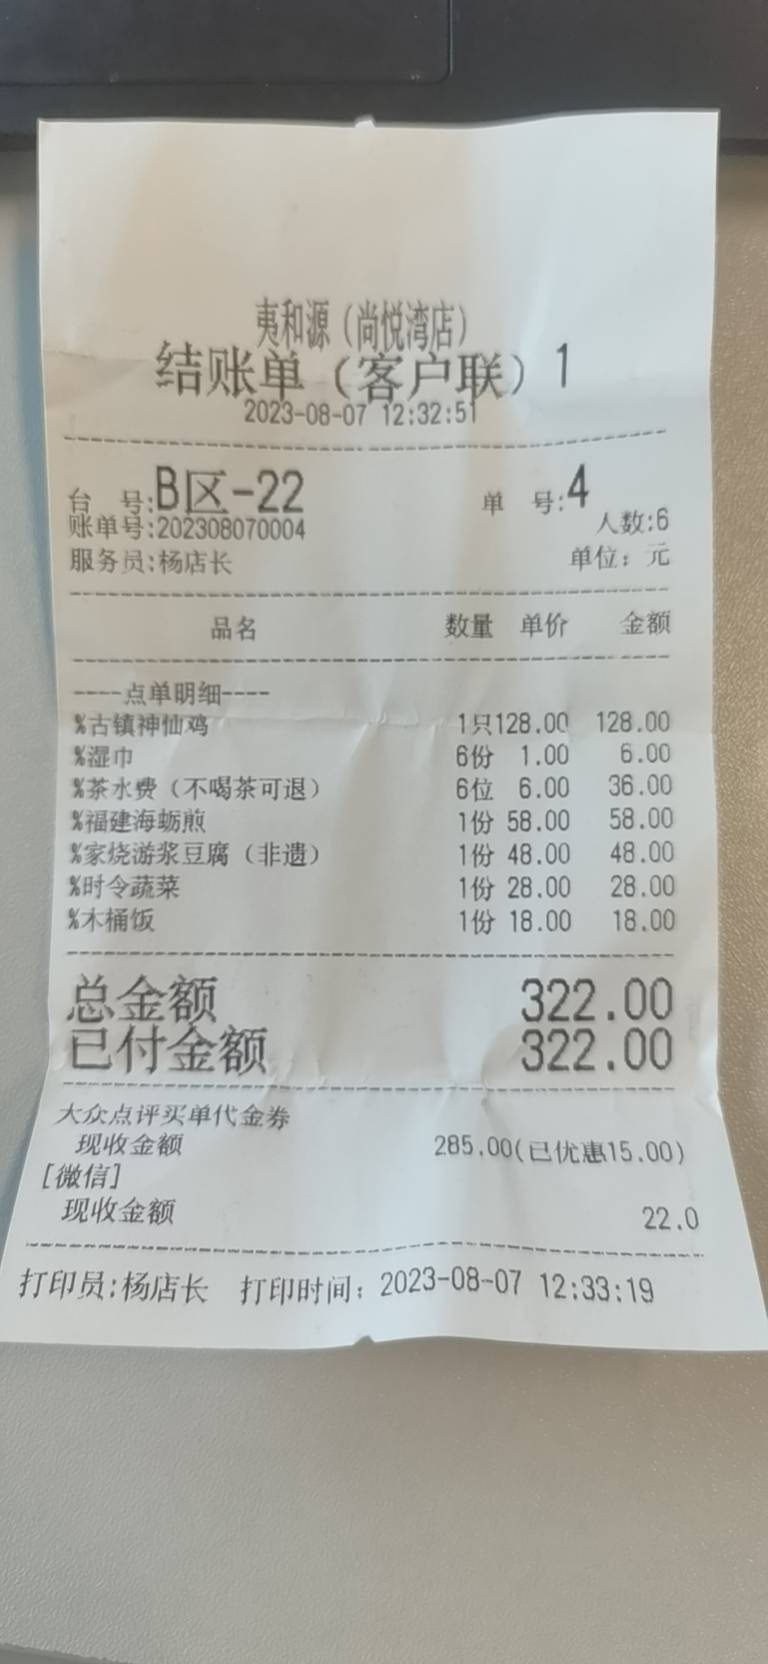 夷和源（尚悦湾店）
结账单（客户联）1
2023-08-07 12:32:51
台 号:B区-22 单 号:4
账单号:202308070004 人数:6
服务员:杨店长 单位：元
品名 数量 单价 金额
----点单明细----
%古镇神仙鸡 1只128.00 128.00
%湿巾 6份 1.00 6.00
%茶水费（不喝茶可退） 6位 6.00 36.00
%福建海蛎煎 1份 58.00 58.00
%家烧游浆豆腐（非遗） 1份 48.00 48.00
%时令蔬菜 1份 28.00 28.00
%木桶饭 1份 18.00 18.00
总金额 322.00
已付金额 322.00
大众点评买单代金券
现收金额 285.00(已优惠15.00)
[微信]
现收金额 22.0
打印员:杨店长 打印时间：2023-08-07 12:33:19